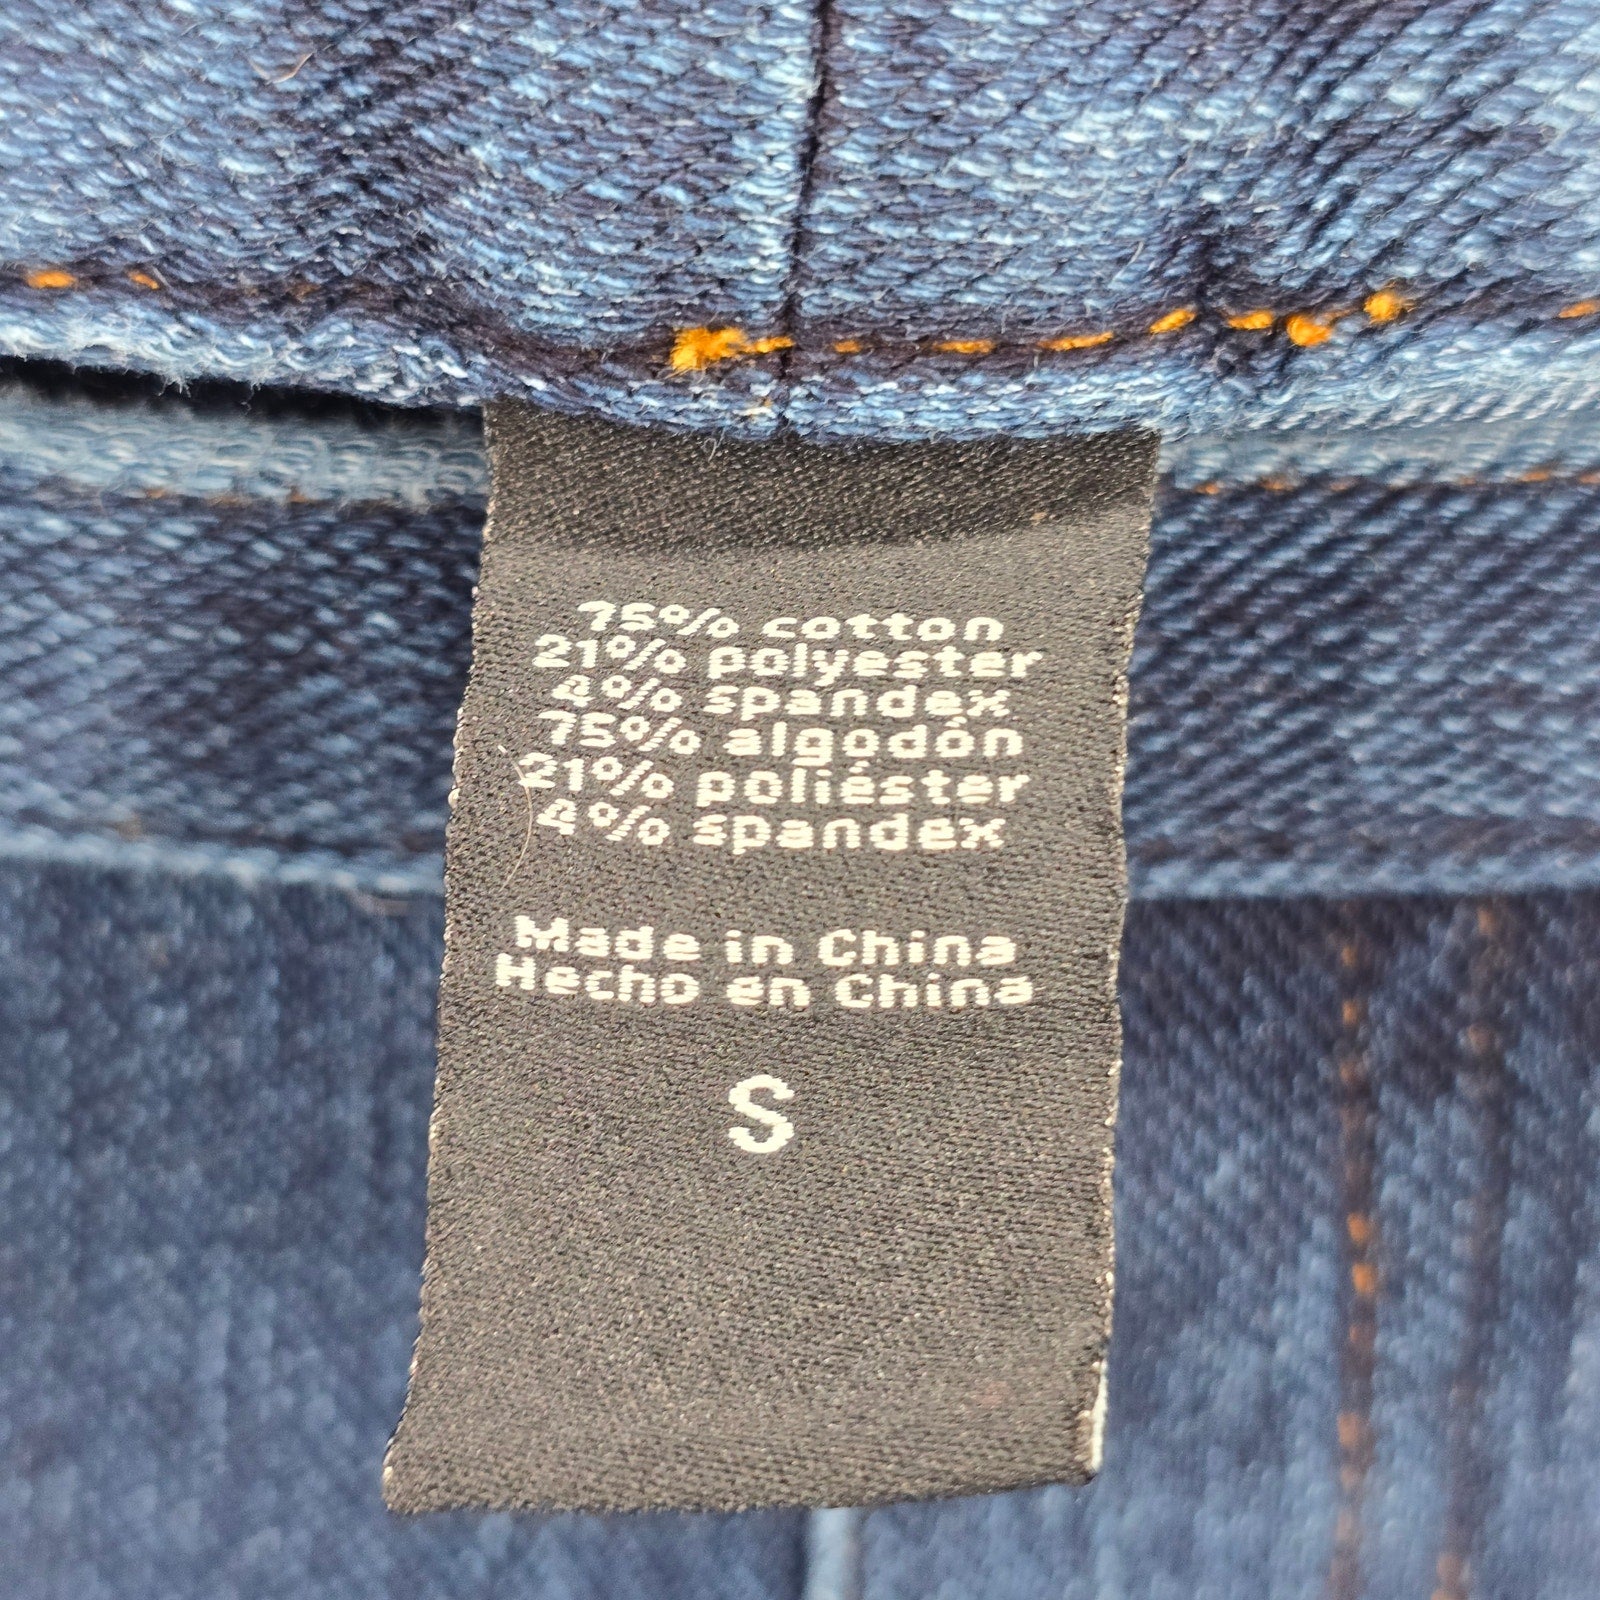 75% cotton
21% polyester
4% spandex
75% algodón
21% poliéster
4% spandex
Made in China
Hecho en China
S